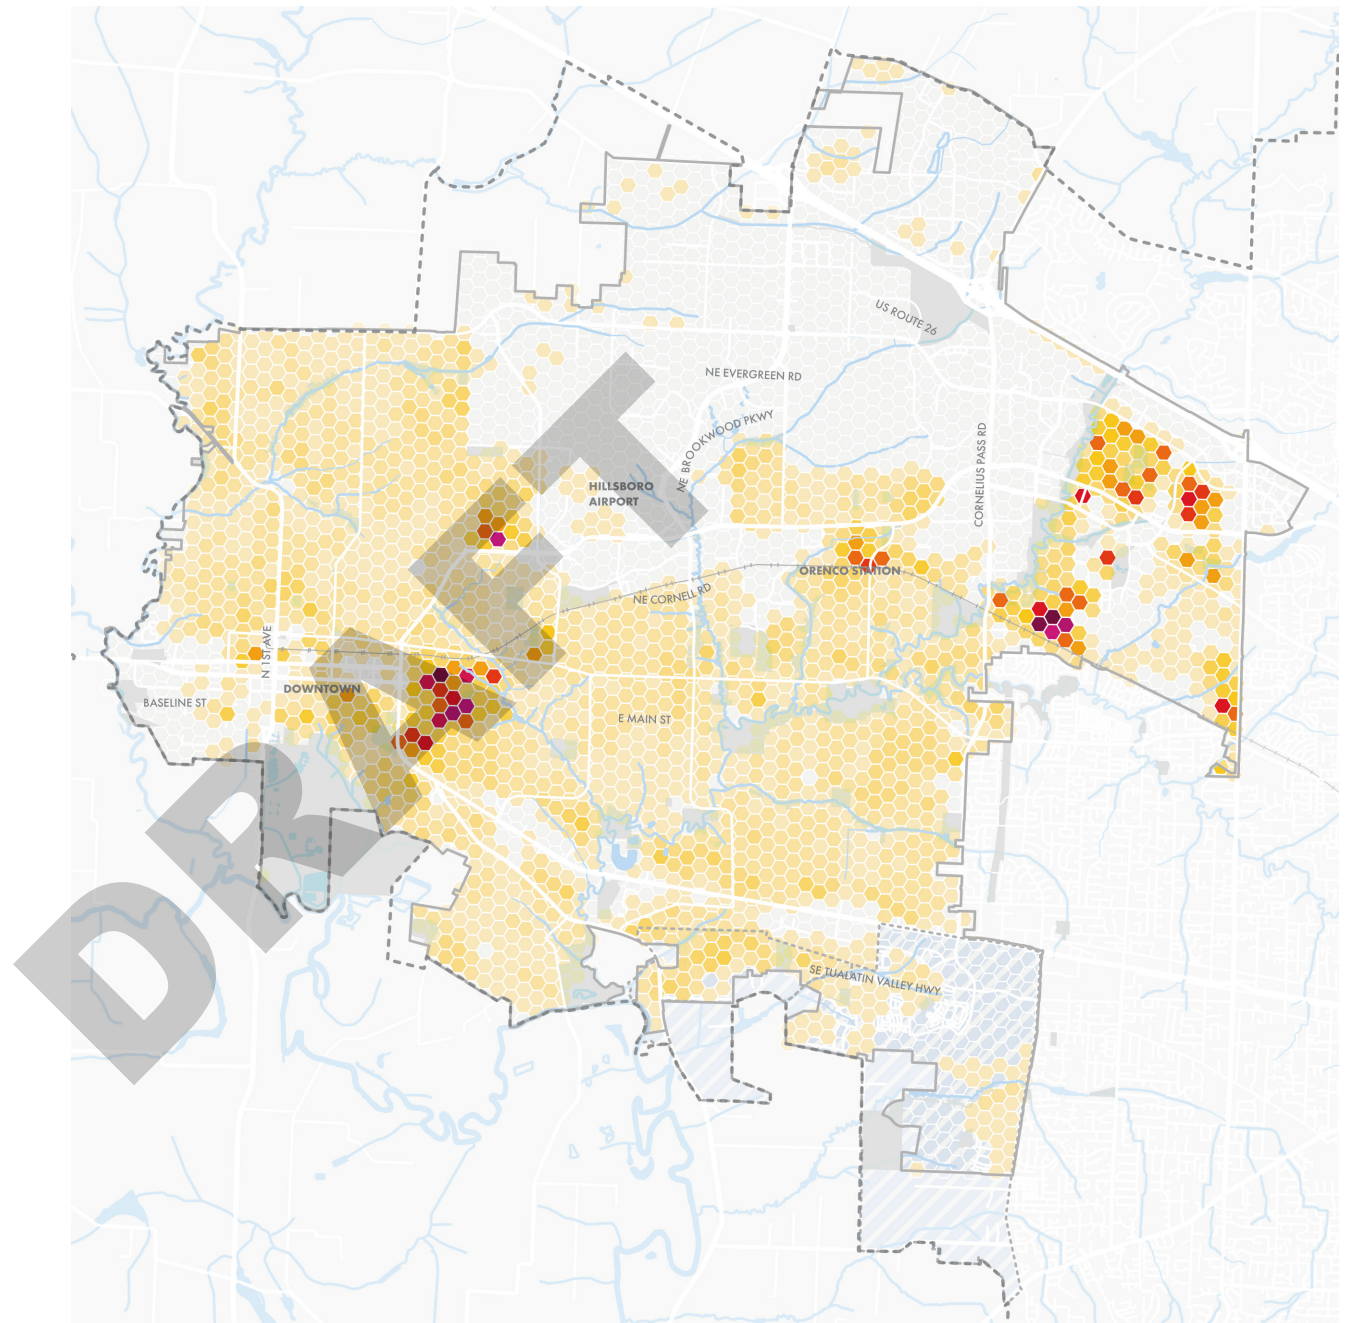 US ROUTE 26
NE EVERGREEN RD
NE BROOKWOOD PKWY
CORNELIUS PASS RD
HILLSBORO
AIRPORT
ORENCO STATION
NE CORNELL RD
N 1ST AVE
DOWNTOWN
BASELINE ST
E MAIN ST
SE TUALATIN VALLEY HWY
DRAFT